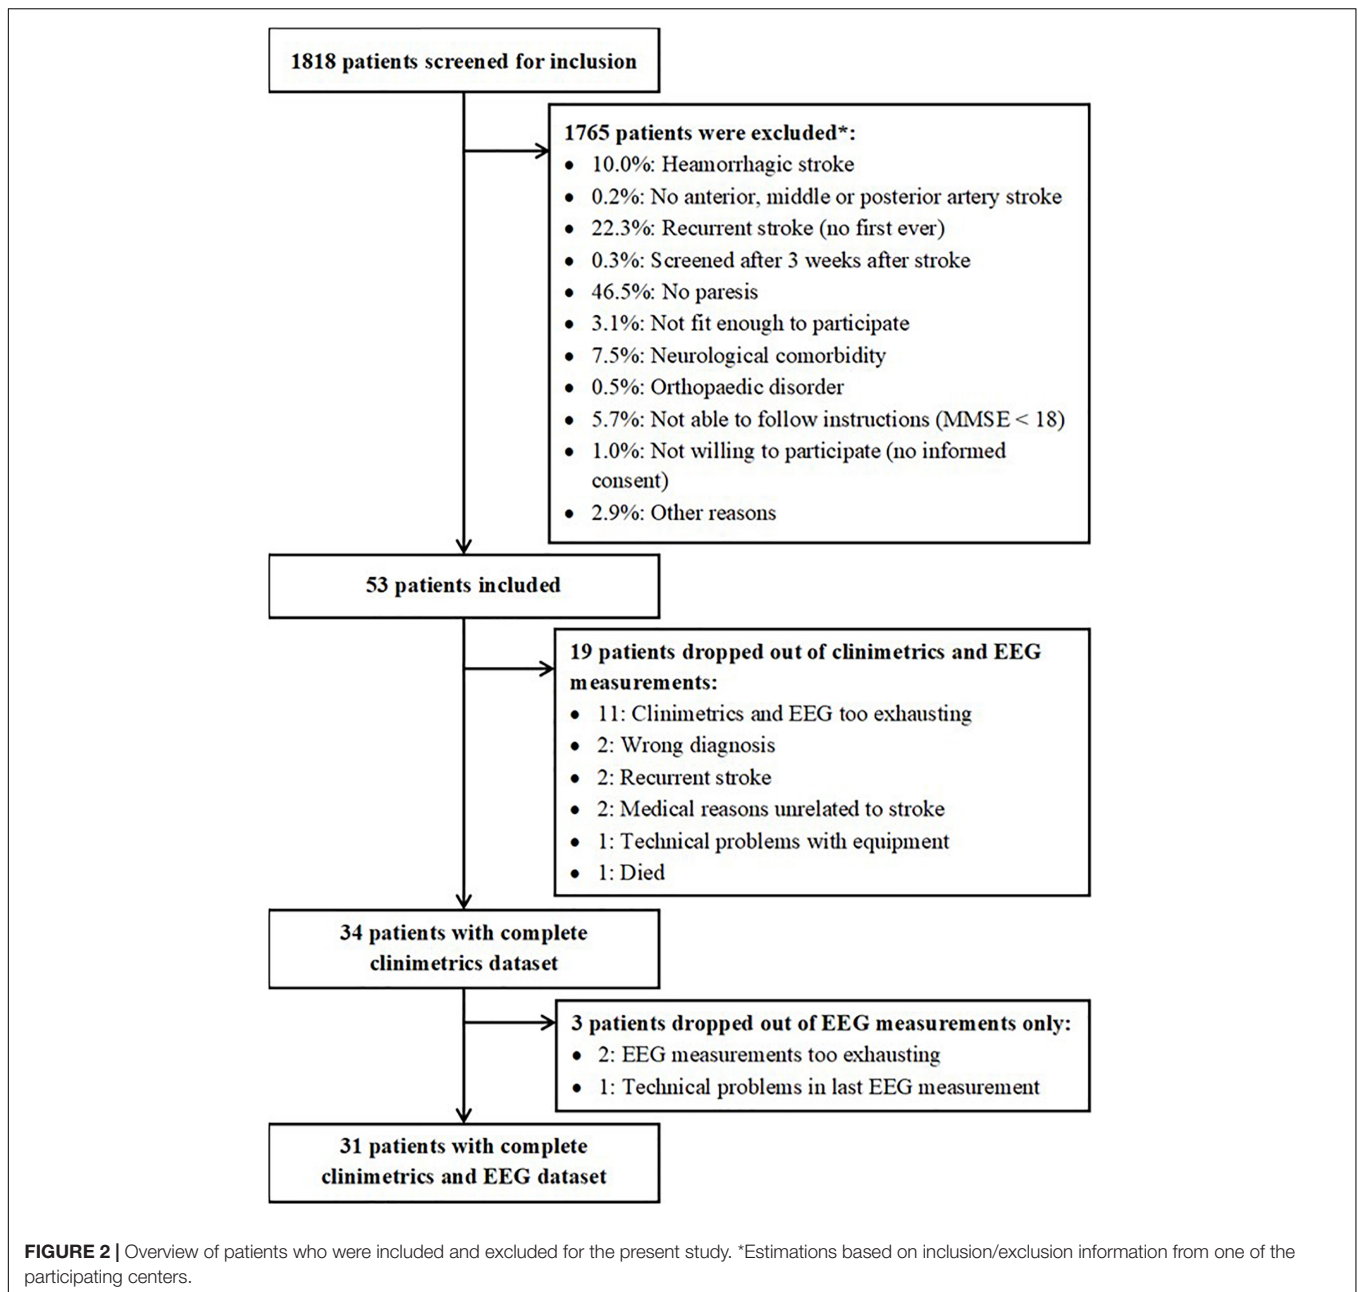 1818 patients screened for inclusion
1765 patients were excluded*:
• 10.0%: Heamorrhagic stroke
• 0.2%: No anterior, middle or posterior artery stroke
• 22.3%: Recurrent stroke (no first ever)
• 0.3%: Screened after 3 weeks after stroke
• 46.5%: No paresis
• 3.1%: Not fit enough to participate
• 7.5%: Neurological comorbidity
• 0.5%: Orthopaedic disorder
• 5.7%: Not able to follow instructions (MMSE < 18)
• 1.0%: Not willing to participate (no informed
consent)
• 2.9%: Other reasons
53 patients included
19 patients dropped out of clinimetrics and EEG
measurements:
• 11: Clinimetrics and EEG too exhausting
• 2: Wrong diagnosis
• 2: Recurrent stroke
• 2: Medical reasons unrelated to stroke
• 1: Technical problems with equipment
• 1: Died
34 patients with complete
clinimetrics dataset
3 patients dropped out of EEG measurements only:
• 2: EEG measurements too exhausting
• 1: Technical problems in last EEG measurement
31 patients with complete
clinimetrics and EEG dataset
FIGURE 2 | Overview of patients who were included and excluded for the present study. *Estimations based on inclusion/exclusion information from one of the
participating centers.